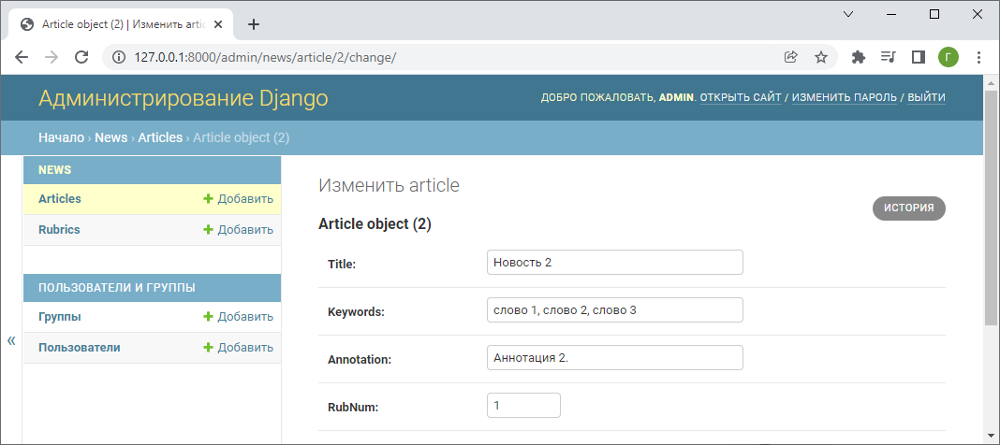 Article object (2) | Изменить artic
127.0.0.1:8000/admin/news/article/2/change/
Г
Администрирование Django
ДОБРО ПОЖАЛОВАТЬ, ADMIN. ОТКРЫТЬ САЙТ / ИЗМЕНИТЬ ПАРОЛЬ / ВЫЙТИ
Начало › News › Articles › Article object (2)
NEWS
Articles + Добавить
Rubrics + Добавить
ПОЛЬЗОВАТЕЛИ И ГРУППЫ
Группы + Добавить
Пользователи + Добавить
«
Изменить article
ИСТОРИЯ
Article object (2)
Title: Новость 2
Keywords: слово 1, слово 2, слово 3
Annotation: Аннотация 2.
RubNum: 1